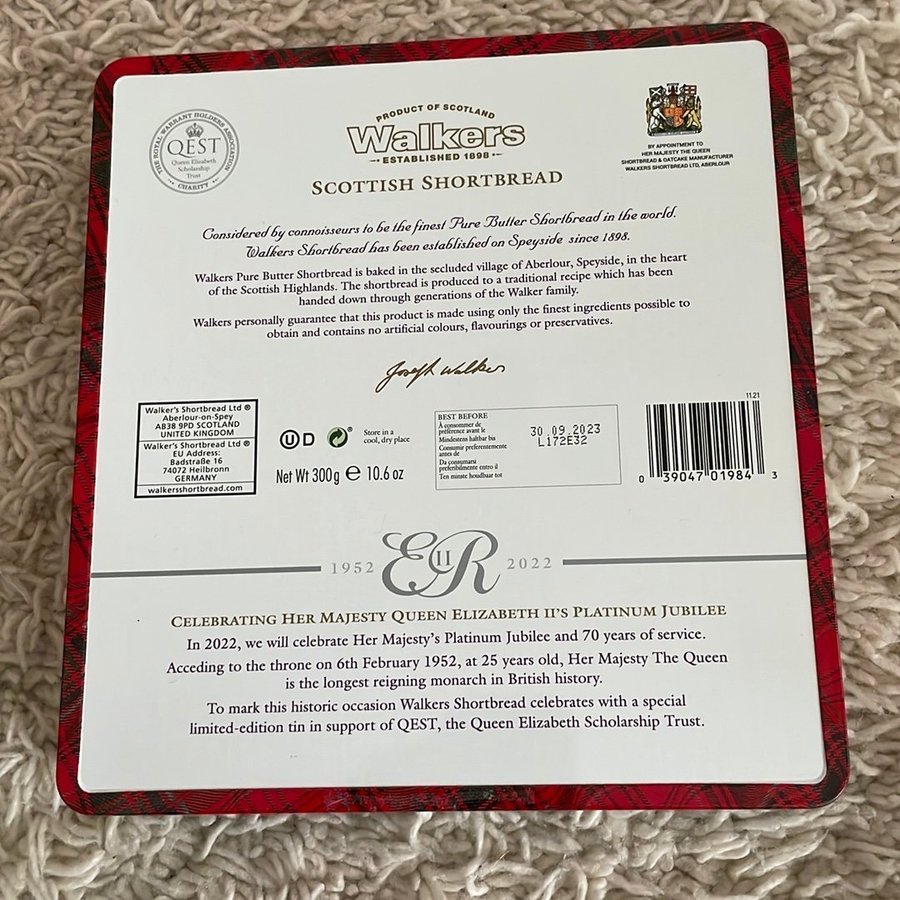 THE ROYAL WARRANT HOLDERS ASSOCIATION
QEST
Queen Elizabeth
Scholarship
Trust
CHARITY
PRODUCT OF SCOTLAND
Walkers
ESTABLISHED 1898
SCOTTISH SHORTBREAD
BY APPOINTMENT TO
HER MAJESTY THE QUEEN
SHORTBREAD & OATCAKE MANUFACTURER
WALKERS SHORTBREAD LTD, ABERLOUR
Considered by connoisseurs to be the finest Pure Butter Shortbread in the world.
Walkers Shortbread has been established on Speyside since 1898.
Walkers Pure Butter Shortbread is baked in the secluded village of Aberlour, Speyside, in the heart
of the Scottish Highlands. The shortbread is produced to a traditional recipe which has been
handed down through generations of the Walker family.
Walkers personally guarantee that this product is made using only the finest ingredients possible to
obtain and contains no artificial colours, flavourings or preservatives.
Joseph Walker
Walker's Shortbread Ltd ®
Aberlour-on-Spey
AB38 9PD SCOTLAND
UNITED KINGDOM
Walker's Shortbread Ltd ®
EU Address:
Badstraße 16
74072 Heilbronn
GERMANY
walkersshortbread.com
U D
®
Store in a
cool, dry place
Net Wt 300g e 10.6 oz
BEST BEFORE
À consommer de
préférence avant le
Mindestens haltbar bis
Consumir preferentemente
antes de
Da consumarsi
preferibilmente entro il
Ten minste houdbaar tot
30.09.2023
L172E32
11.21
0 39047 01984 3
1952 EIIR 2022
CELEBRATING HER MAJESTY QUEEN ELIZABETH II'S PLATINUM JUBILEE
In 2022, we will celebrate Her Majesty's Platinum Jubilee and 70 years of service.
Acceding to the throne on 6th February 1952, at 25 years old, Her Majesty The Queen
is the longest reigning monarch in British history.
To mark this historic occasion Walkers Shortbread celebrates with a special
limited-edition tin in support of QEST, the Queen Elizabeth Scholarship Trust.